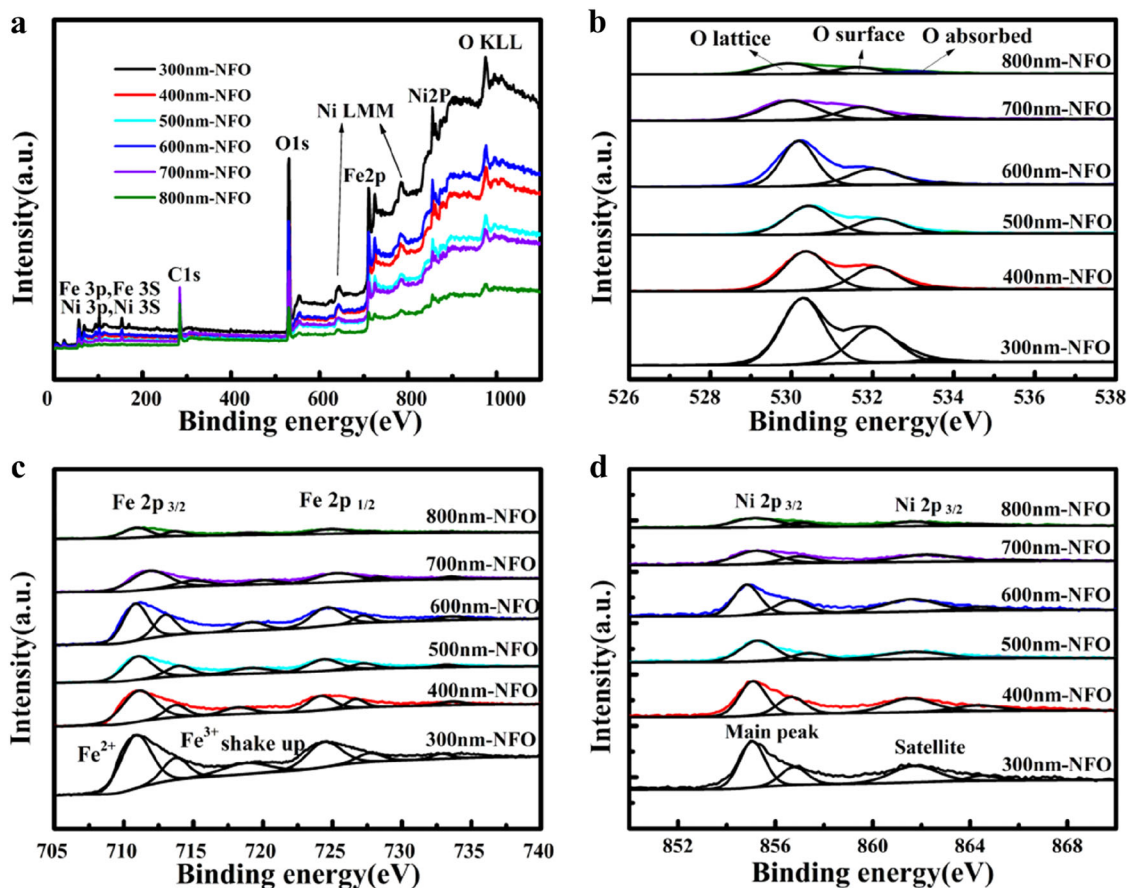 a
O KLL
300nm-NFO
400nm-NFO
500nm-NFO
600nm-NFO
700nm-NFO
800nm-NFO
Ni LMM
Ni2P
O1s
Fe2p
C1s
Fe 3p,Fe 3S
Ni 3p,Ni 3S
Intensity(a.u.)
0 200 400 600 800 1000
Binding energy(eV)
b
O lattice
O surface
O absorbed
800nm-NFO
700nm-NFO
600nm-NFO
500nm-NFO
400nm-NFO
300nm-NFO
Intensity(a.u.)
526 528 530 532 534 536 538
Binding energy(eV)
c
Fe 2p 3/2
Fe 2p 1/2
800nm-NFO
700nm-NFO
600nm-NFO
500nm-NFO
400nm-NFO
300nm-NFO
Fe2+
Fe3+ shake up
Intensity(a.u.)
705 710 715 720 725 730 735 740
Binding energy(eV)
d
Ni 2p 3/2
Ni 2p 3/2
800nm-NFO
700nm-NFO
600nm-NFO
500nm-NFO
400nm-NFO
Main peak
Satellite
300nm-NFO
Intensity(a.u.)
852 856 860 864 868
Binding energy(eV)